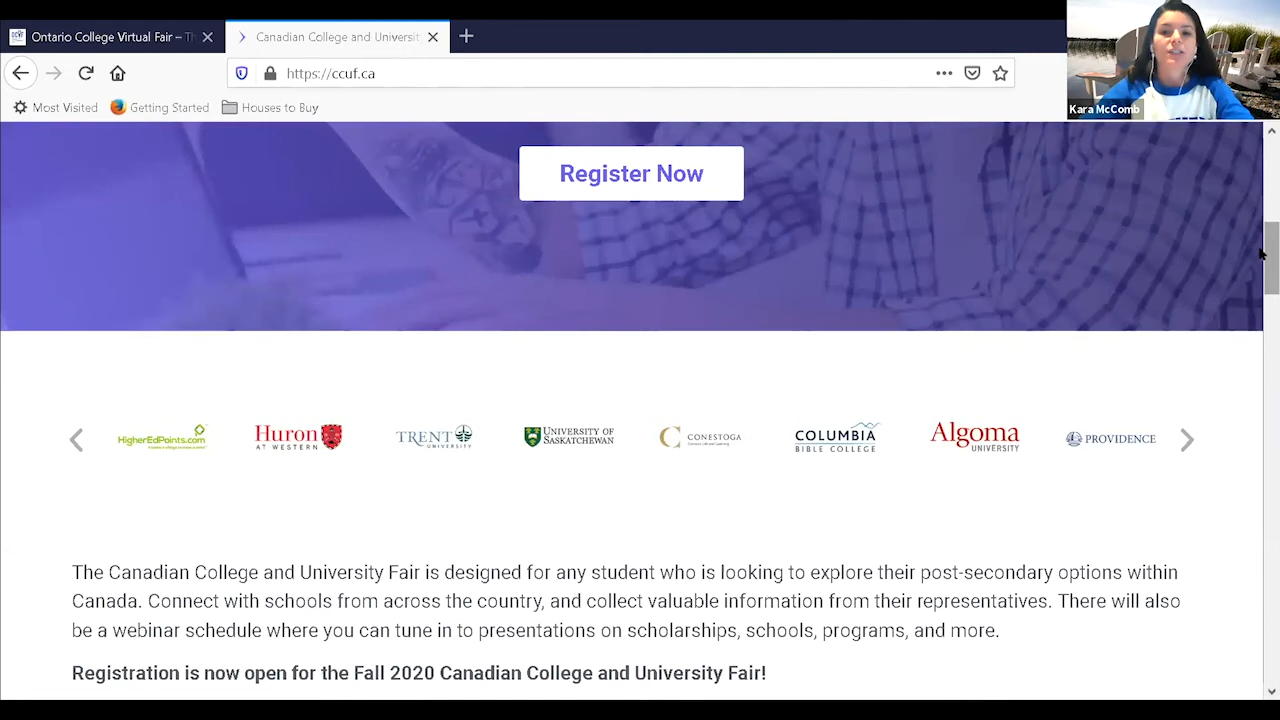 Ontario College Virtual Fair – Th
Canadian College and Universit
https://ccuf.ca
Most Visited
Getting Started
Houses to Buy
Kara McComb
Register Now
HigherEdPoints.com
Huron
AT WESTERN
TRENT
UNIVERSITY
UNIVERSITY OF
SASKATCHEWAN
CONESTOGA
COLUMBIA
BIBLE COLLEGE
Algoma
UNIVERSITY
PROVIDENCE
The Canadian College and University Fair is designed for any student who is looking to explore their post-secondary options within
Canada. Connect with schools from across the country, and collect valuable information from their representatives. There will also
be a webinar schedule where you can tune in to presentations on scholarships, schools, programs, and more.
Registration is now open for the Fall 2020 Canadian College and University Fair!